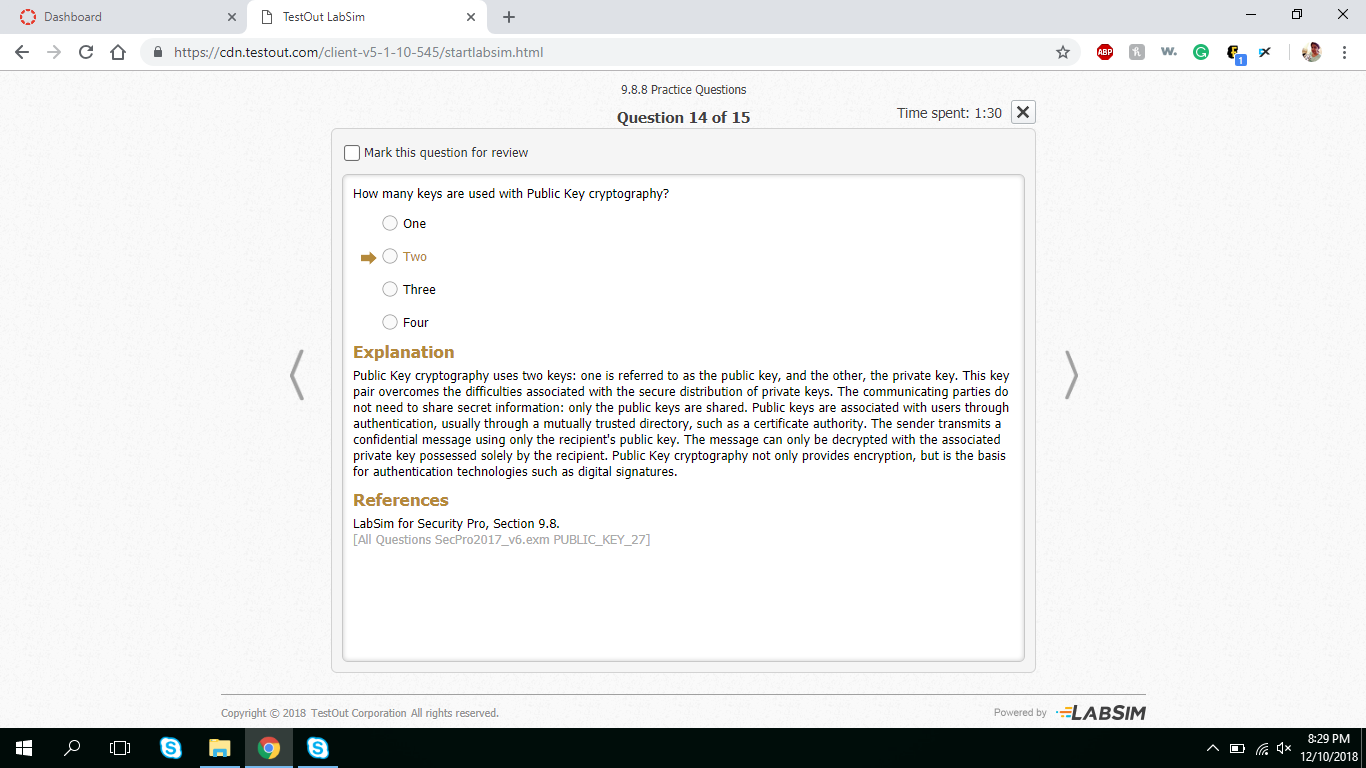 Dashboard
TestOut LabSim
https://cdn.testout.com/client-v5-1-10-545/startlabsim.html
ABP
w.
1
9.8.8 Practice Questions
Question 14 of 15
Time spent: 1:30
Mark this question for review
How many keys are used with Public Key cryptography?
One
Two
Three
Four
Explanation
Public Key cryptography uses two keys: one is referred to as the public key, and the other, the private key. This key
pair overcomes the difficulties associated with the secure distribution of private keys. The communicating parties do
not need to share secret information: only the public keys are shared. Public keys are associated with users through
authentication, usually through a mutually trusted directory, such as a certificate authority. The sender transmits a
confidential message using only the recipient's public key. The message can only be decrypted with the associated
private key possessed solely by the recipient. Public Key cryptography not only provides encryption, but is the basis
for authentication technologies such as digital signatures.
References
LabSim for Security Pro, Section 9.8.
[All Questions SecPro2017_v6.exm PUBLIC_KEY_27]
Copyright © 2018 TestOut Corporation All rights reserved.
Powered by LABSIM
8:29 PM
12/10/2018